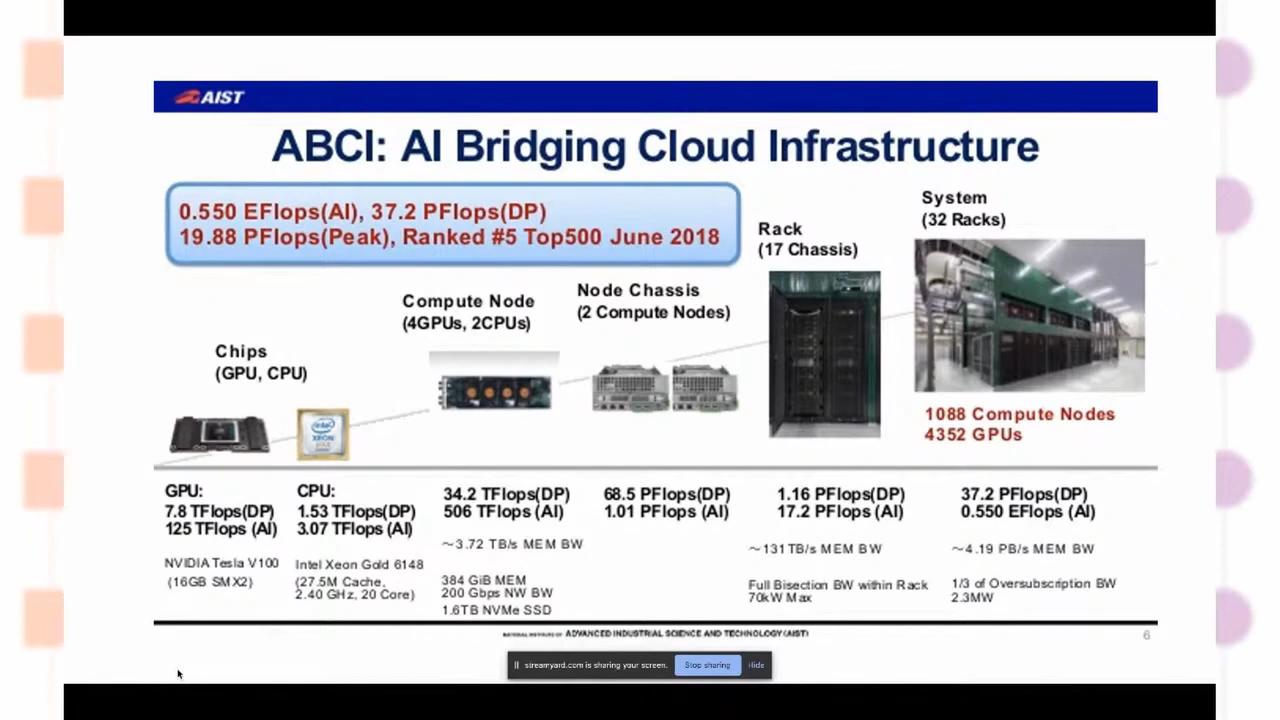 AIST
ABCI: AI Bridging Cloud Infrastructure
0.550 EFlops(AI), 37.2 PFlops(DP)
19.88 PFlops(Peak), Ranked #5 Top500 June 2018
System
(32 Racks)
Rack
(17 Chassis)
Node Chassis
(2 Compute Nodes)
Compute Node
(4GPUs, 2CPUs)
Chips
(GPU, CPU)
intel
XEON
1088 Compute Nodes
4352 GPUs
GPU:
7.8 TFlops(DP)
125 TFlops (AI)
NVIDIA Tesla V100
(16GB SMX2)
CPU:
1.53 TFlops(DP)
3.07 TFlops (AI)
Intel Xeon Gold 6148
(27.5M Cache,
2.40 GHz, 20 Core)
34.2 TFlops(DP)
506 TFlops (AI)
～3.72 TB/s MEM BW
384 GiB MEM
200 Gbps NW BW
1.6TB NVMe SSD
68.5 PFlops(DP)
1.01 PFlops (AI)
1.16 PFlops(DP)
17.2 PFlops (AI)
～131TB/s MEM BW
Full Bisection BW within Rack
70kW Max
37.2 PFlops(DP)
0.550 EFlops (AI)
～4.19 PB/s MEM BW
1/3 of Oversubscription BW
2.3MW
NATIONAL INSTITUTE OF ADVANCED INDUSTRIAL SCIENCE AND TECHNOLOGY (AIST)
6
streamyard.com is sharing your screen.
Stop sharing
Hide